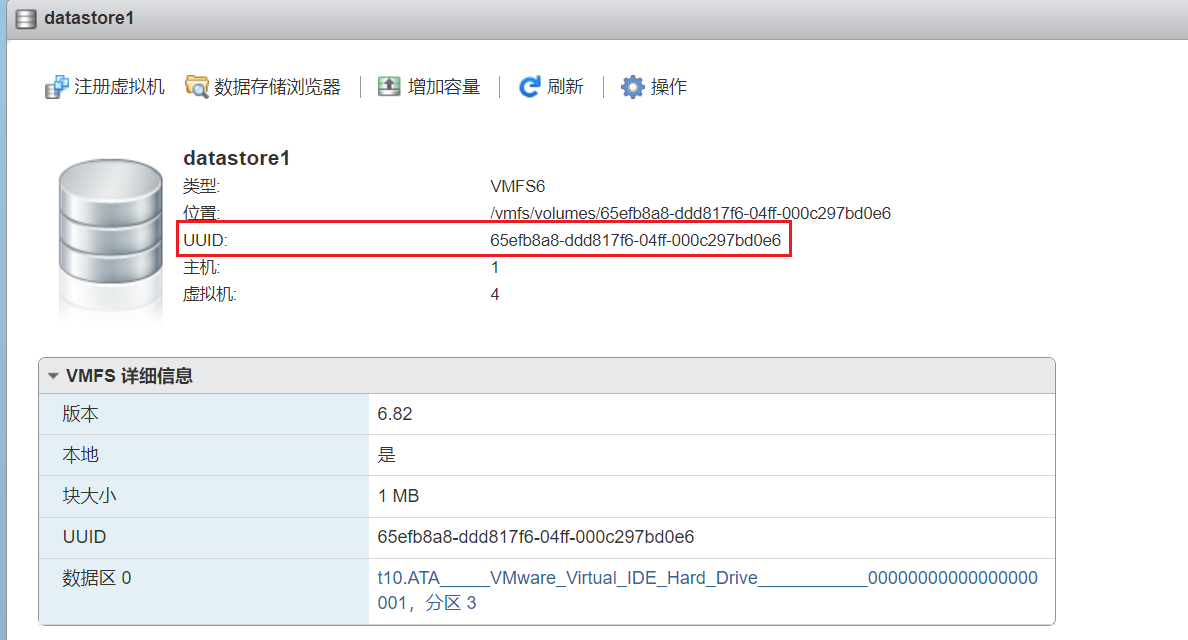 datastore1
注册虚拟机 数据存储浏览器 增加容量 刷新 操作
datastore1
类型: VMFS6
位置: /vmfs/volumes/65efb8a8-ddd817f6-04ff-000c297bd0e6
UUID: 65efb8a8-ddd817f6-04ff-000c297bd0e6
主机: 1
虚拟机: 4
VMFS 详细信息
版本 6.82
本地 是
块大小 1 MB
UUID 65efb8a8-ddd817f6-04ff-000c297bd0e6
数据区 0 t10.ATA_____VMware_Virtual_IDE_Hard_Drive___________00000000000000000
001，分区 3